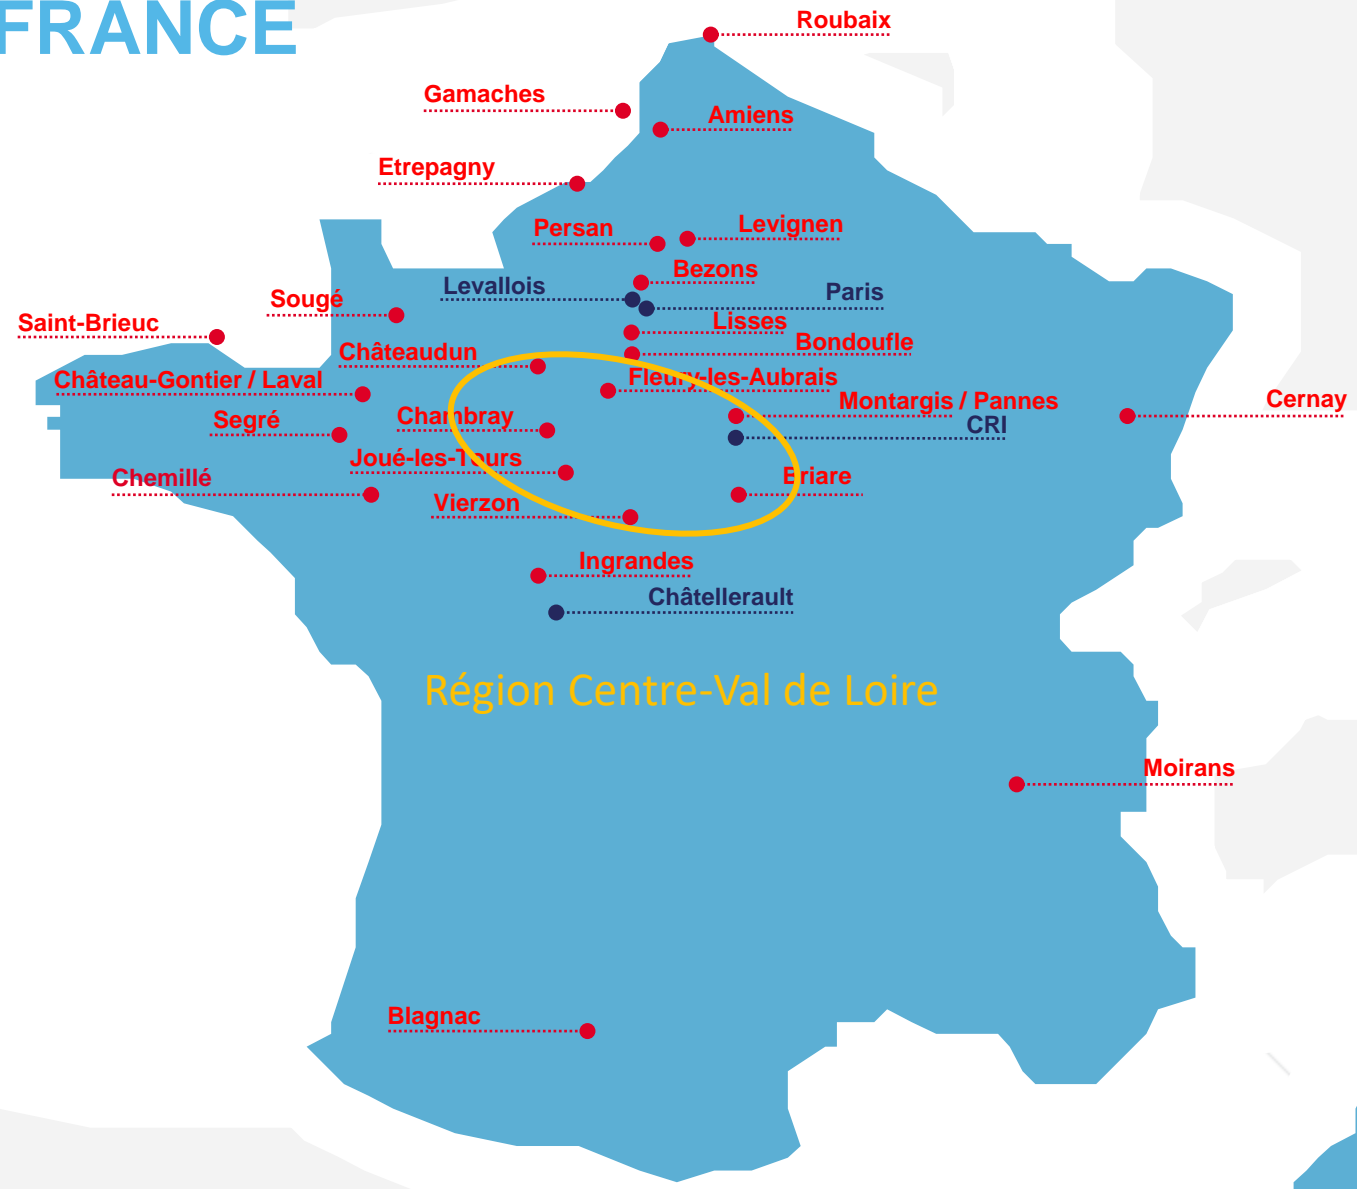 FRANCE
Roubaix
Gamaches
Amiens
Etrepagny
Persan
Levignen
Bezons
Levallois
Paris
Sougé
Saint-Brieuc
Lisses
Bondoufle
Châteaudun
Château-Gontier / Laval
Fleury-les-Aubrais
Montargis / Pannes
Cernay
Segré
Chambray
CRI
Joué-les-Tours
Chemillé
Briare
Vierzon
Ingrandes
Châtellerault
Région Centre-Val de Loire
Moirans
Blagnac